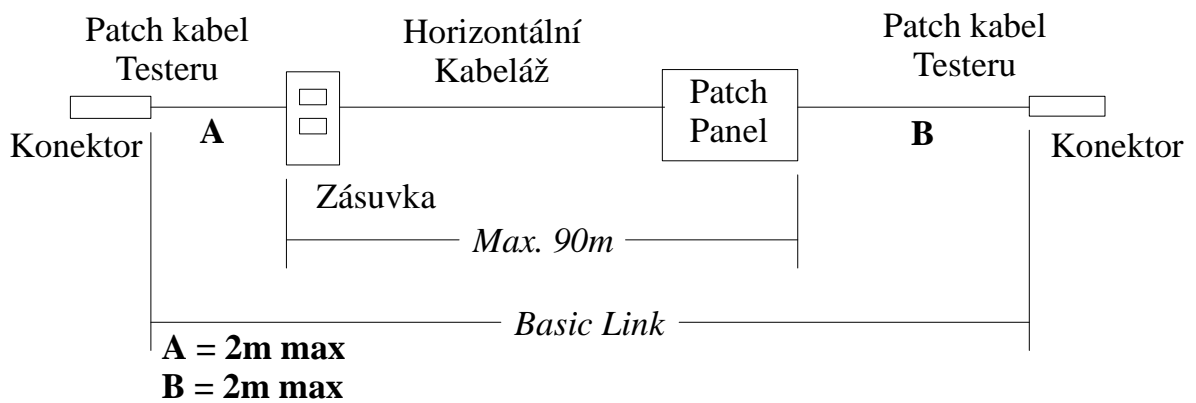 Patch kabel
Testeru
Horizontální
Kabeláž
Patch kabel
Testeru
Patch
Panel
A
B
Konektor
Konektor
Zásuvka
Max. 90m
Basic Link
A = 2m max
B = 2m max